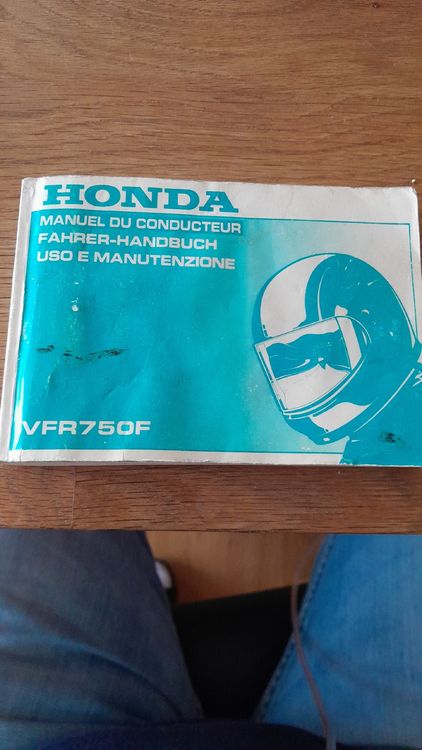 HONDA
MANUEL DU CONDUCTEUR
FAHRER-HANDBUCH
USO E MANUTENZIONE
VFR750F